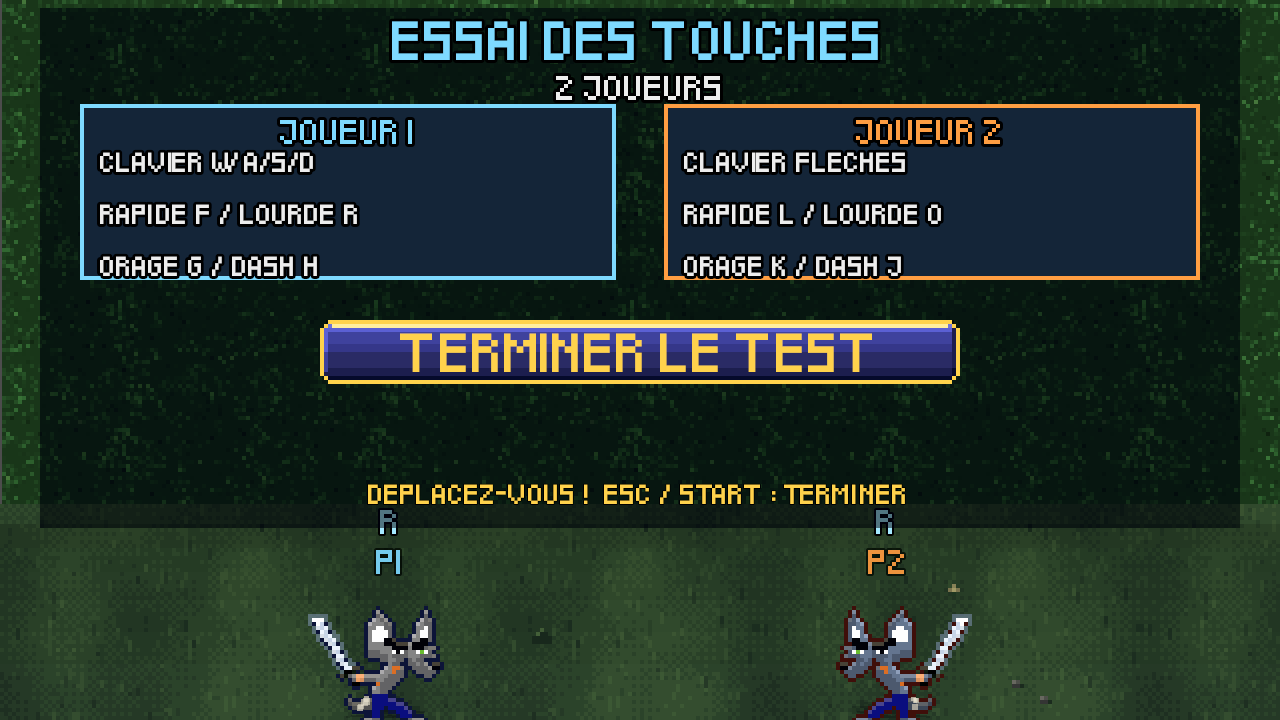 ESSAI DES TOUCHES
2 JOUEURS
JOUEUR 1
CLAVIER W/A/S/D
RAPIDE F / LOURDE R
ORAGE G / DASH H
JOUEUR 2
CLAVIER FLECHES
RAPIDE L / LOURDE O
ORAGE K / DASH J
TERMINER LE TEST
DEPLACEZ-VOUS ! ESC / START : TERMINER
R R
P1 P2